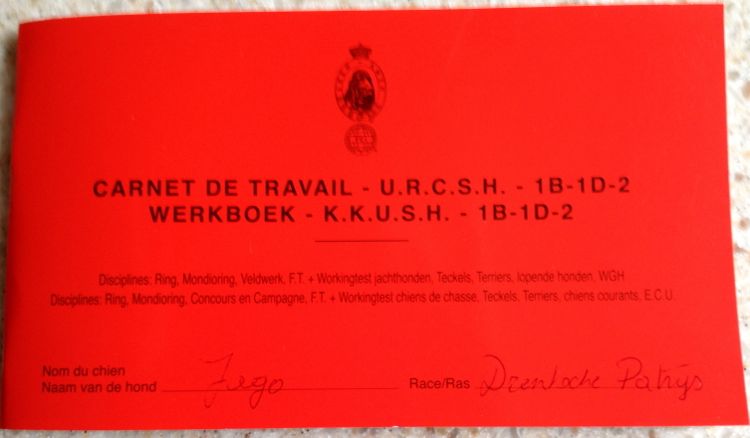 CARNET DE TRAVAIL - U.R.C.S.H. - 1B-1D-2
WERKBOEK - K.K.U.S.H. - 1B-1D-2
Disciplines: Ring, Mondioring, Veldwerk, F.T. + Workingtest jachthonden, Teckels, Terriers, lopende honden, WGH
Disciplines: Ring, Mondioring, Concours en Campagne, F.T. + Workingtest chiens de chasse, Teckels, Terriers, chiens courants, E.C.U.
Nom du chien
Naam van de hond Race/Ras Drentsche Patrijs